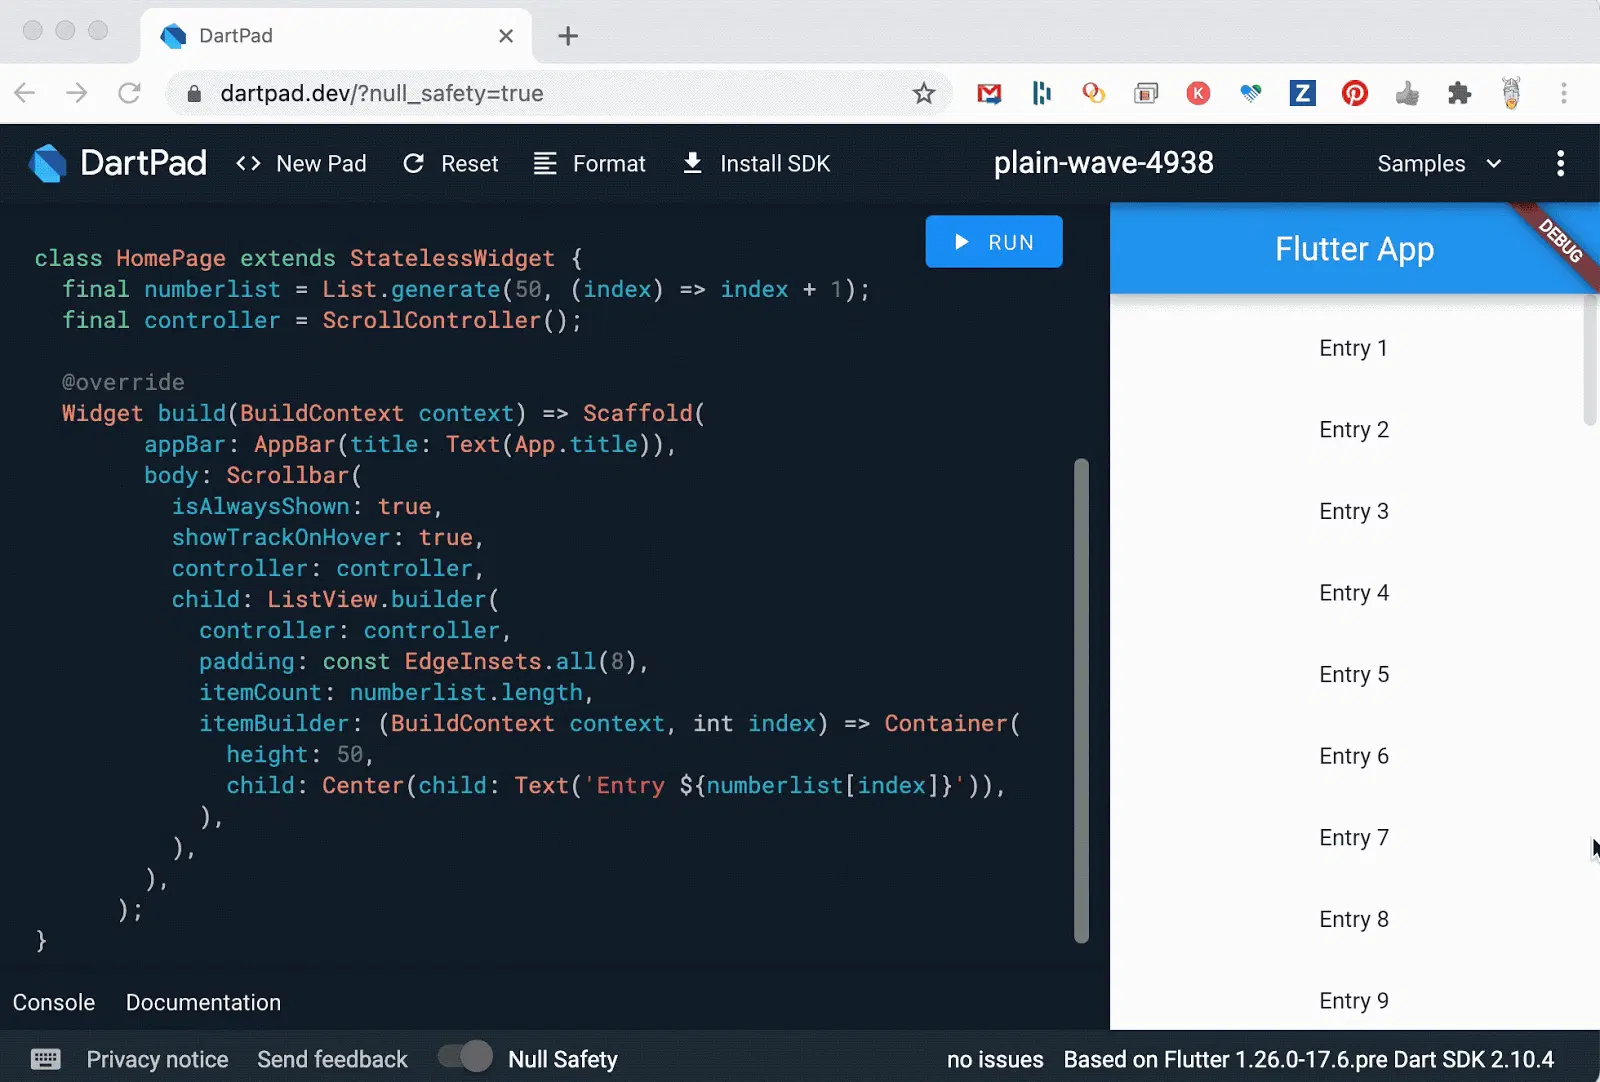 DartPad
dartpad.dev/?null_safety=true
DartPad
New Pad
Reset
Format
Install SDK
plain-wave-4938
Samples
RUN
class HomePage extends StatelessWidget {
  final numberlist = List.generate(50, (index) => index + 1);
  final controller = ScrollController();
  @override
  Widget build(BuildContext context) => Scaffold(
        appBar: AppBar(title: Text(App.title)),
        body: Scrollbar(
          isAlwaysShown: true,
          showTrackOnHover: true,
          controller: controller,
          child: ListView.builder(
            controller: controller,
            padding: const EdgeInsets.all(8),
            itemCount: numberlist.length,
            itemBuilder: (BuildContext context, int index) => Container(
              height: 50,
              child: Center(child: Text('Entry ${numberlist[index]}')),
            ),
          ),
        ),
      );
}
Flutter App
DEBUG
Entry 1
Entry 2
Entry 3
Entry 4
Entry 5
Entry 6
Entry 7
Entry 8
Entry 9
Console
Documentation
Privacy notice
Send feedback
Null Safety
no issues
Based on Flutter 1.26.0-17.6.pre Dart SDK 2.10.4